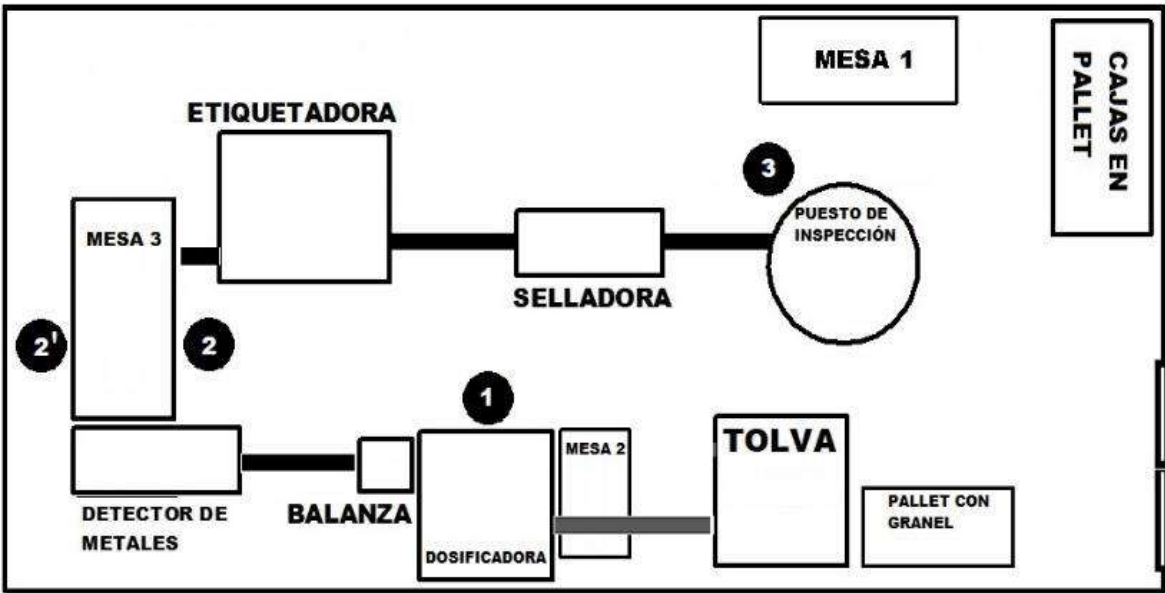 MESA 1
CAJAS EN
PALLET
ETIQUETADORA
3
PUESTO DE
INSPECCIÓN
MESA 3
SELLADORA
2'
2
1
MESA 2
TOLVA
PALLET CON
GRANEL
DETECTOR DE
METALES
BALANZA
DOSIFICADORA